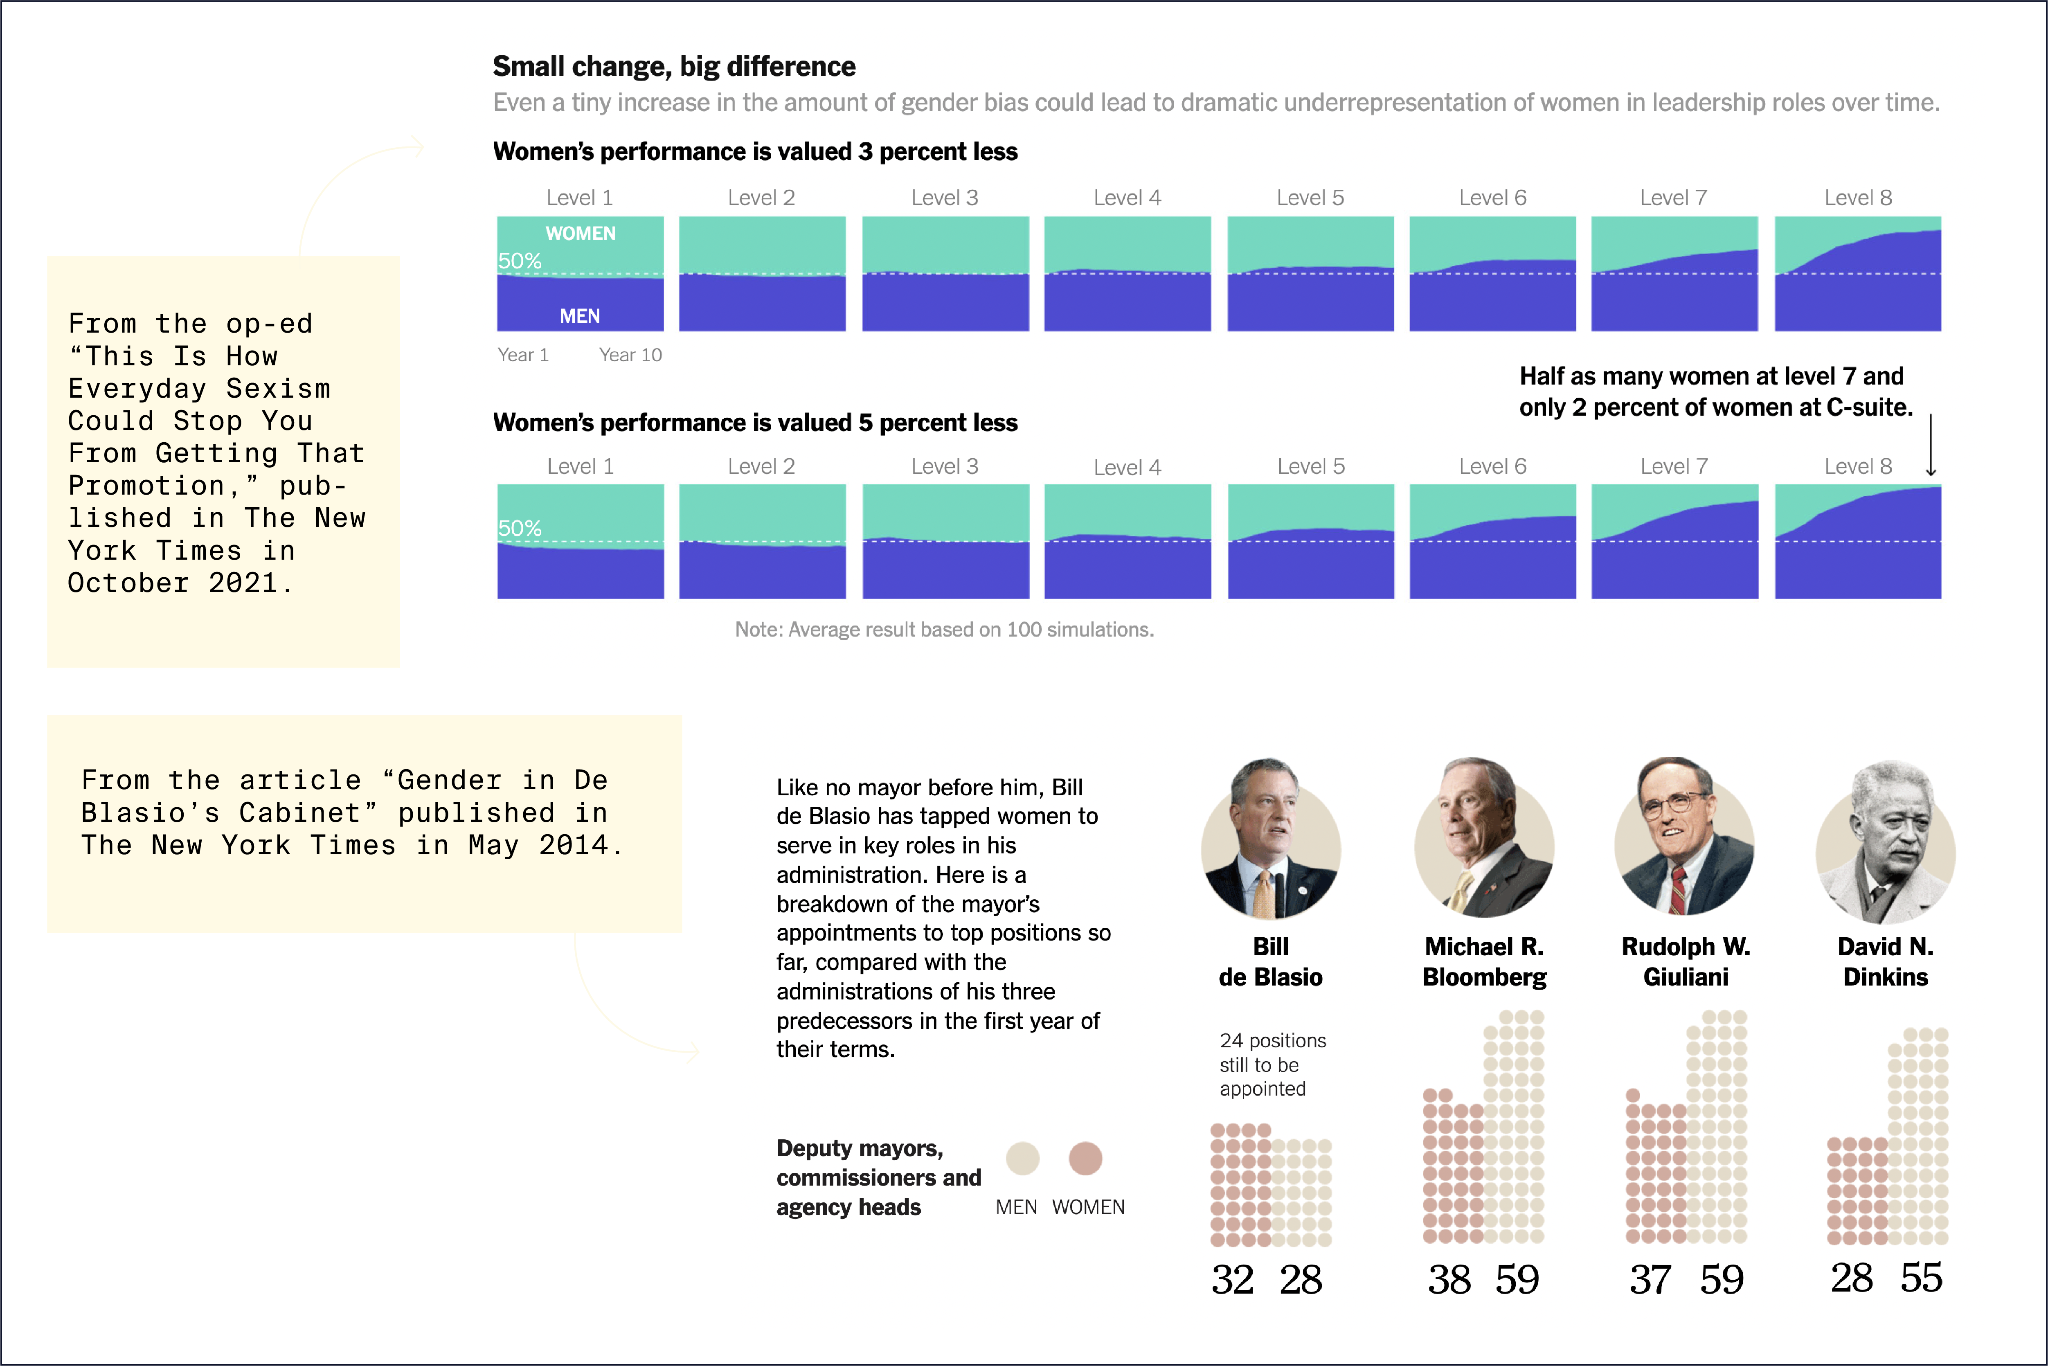 Small change, big difference
Even a tiny increase in the amount of gender bias could lead to dramatic underrepresentation of women in leadership roles over time.
Women’s performance is valued 3 percent less
Level 1 Level 2 Level 3 Level 4 Level 5 Level 6 Level 7 Level 8
WOMEN
50%
MEN
Year 1 Year 10
Half as many women at level 7 and
only 2 percent of women at C-suite.
Women’s performance is valued 5 percent less
Level 1 Level 2 Level 3 Level 4 Level 5 Level 6 Level 7 Level 8
50%
Note: Average result based on 100 simulations.
From the op-ed
“This Is How
Everyday Sexism
Could Stop You
From Getting That
Promotion,” pub-
lished in The New
York Times in
October 2021.
From the article “Gender in De
Blasio’s Cabinet” published in
The New York Times in May 2014.
Like no mayor before him, Bill
de Blasio has tapped women to
serve in key roles in his
administration. Here is a
breakdown of the mayor’s
appointments to top positions so
far, compared with the
administrations of his three
predecessors in the first year of
their terms.
Deputy mayors,
commissioners and
agency heads
MEN WOMEN
Bill
de Blasio
Michael R.
Bloomberg
Rudolph W.
Giuliani
David N.
Dinkins
24 positions
still to be
appointed
32 28 38 59 37 59 28 55